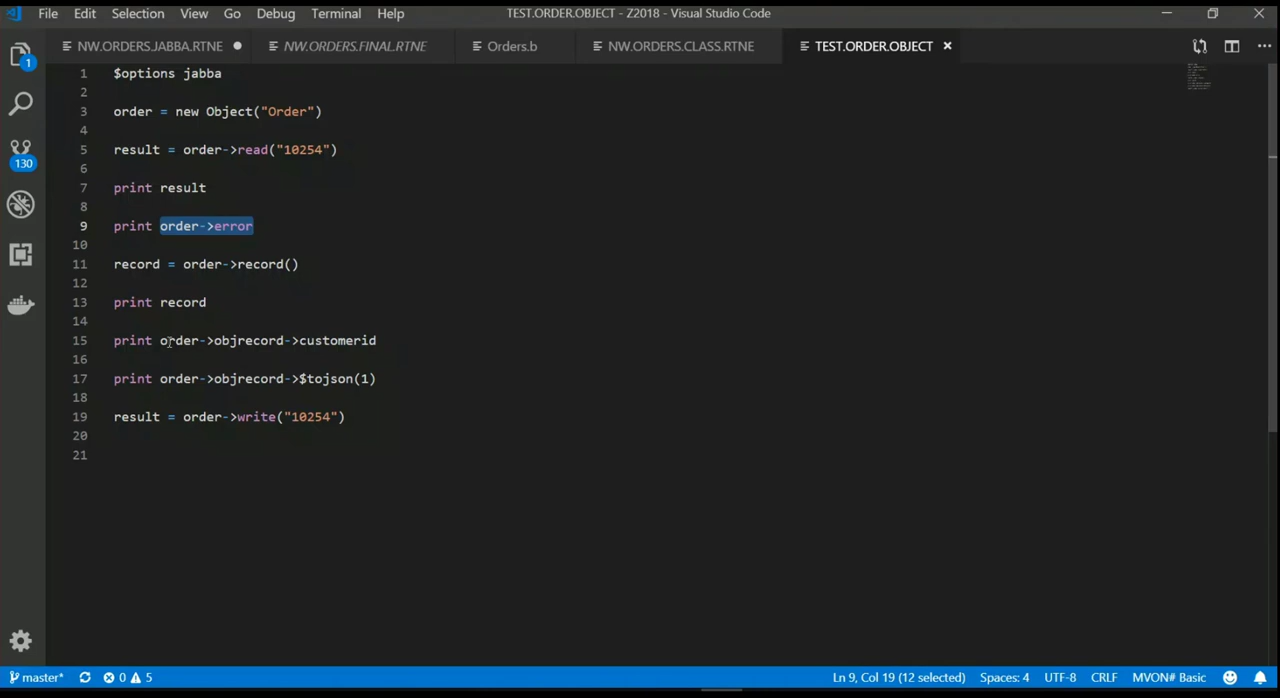 File Edit Selection View Go Debug Terminal Help TEST.ORDER.OBJECT - Z2018 - Visual Studio Code
NW.ORDERS.JABBA.RTNE NW.ORDERS.FINAL.RTNE Orders.b NW.ORDERS.CLASS.RTNE TEST.ORDER.OBJECT
1
130
1 $options jabba
2
3 order = new Object("Order")
4
5 result = order->read("10254")
6
7 print result
8
9 print order->error
10
11 record = order->record()
12
13 print record
14
15 print order->objrecord->customerid
16
17 print order->objrecord->$tojson(1)
18
19 result = order->write("10254")
20
21
master* 0 5 Ln 9, Col 19 (12 selected) Spaces: 4 UTF-8 CRLF MVON# Basic